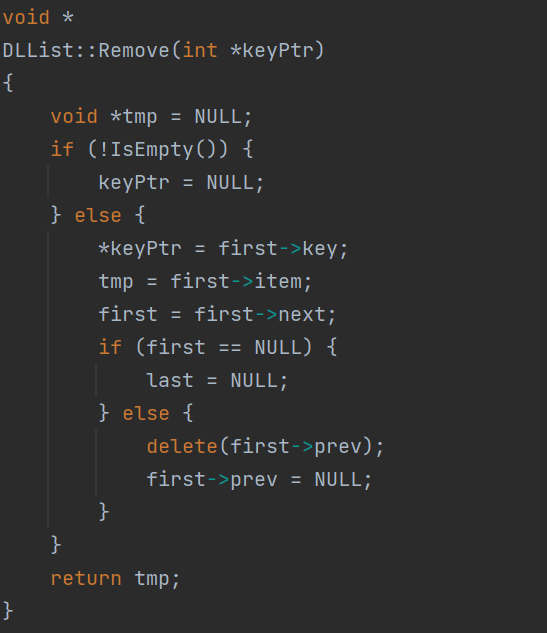 void *
DLList::Remove(int *keyPtr)
{
    void *tmp = NULL;
    if (!IsEmpty()) {
        keyPtr = NULL;
    } else {
        *keyPtr = first->key;
        tmp = first->item;
        first = first->next;
        if (first == NULL) {
            last = NULL;
        } else {
            delete(first->prev);
            first->prev = NULL;
        }
    }
    return tmp;
}